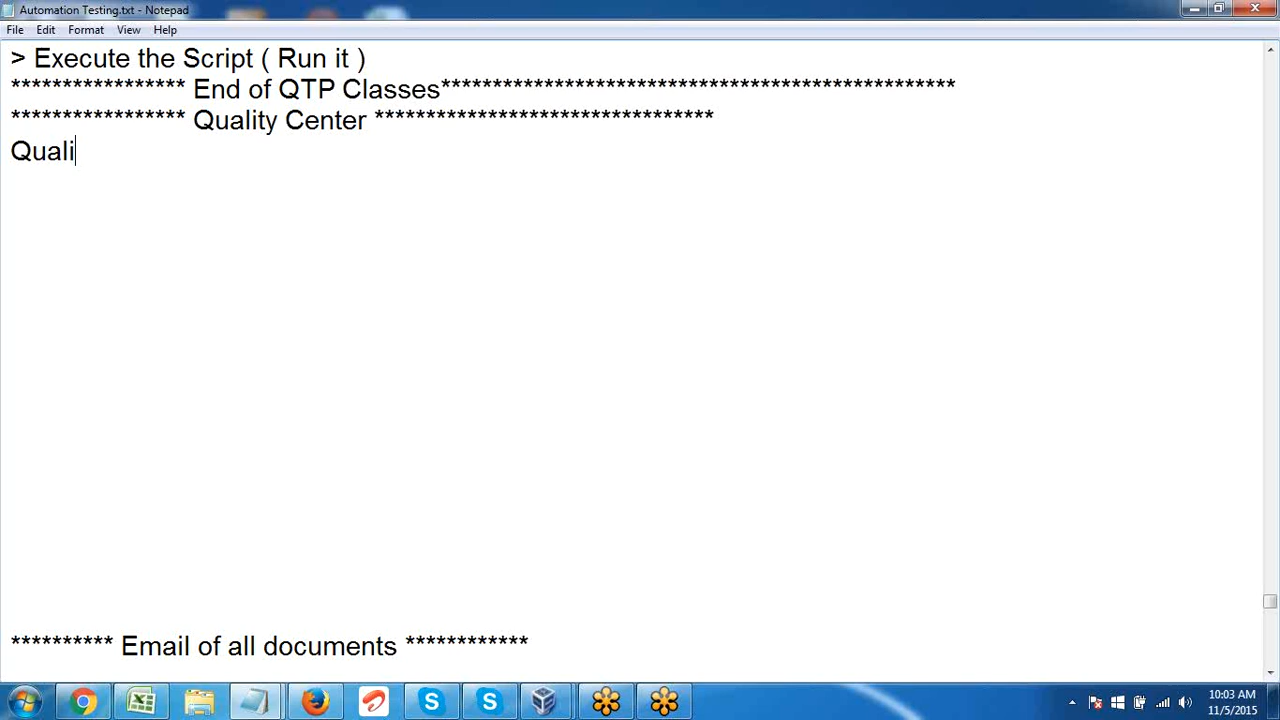 Automation Testing.txt - Notepad
File Edit Format View Help
> Execute the Script ( Run it )
***************** End of QTP Classes**************************************************
***************** Quality Center *********************************
Quali
********** Email of all documents ************
10:03 AM
11/5/2015